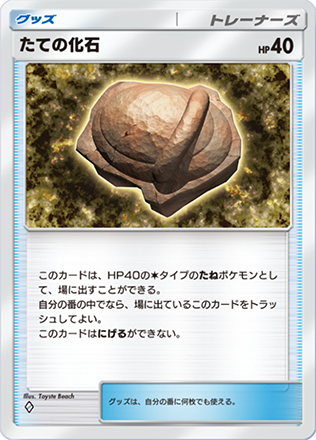 グッズ トレーナーズ
たての化石 HP40
このカードは、HP40の✶タイプのたねポケモンとし
て、場に出すことができる。
自分の番の中でなら、場に出ているこのカードをトラッ
シュしてよい。
このカードはにげるができない。
Illus. Toyste Beach
グッズは、自分の番に何枚でも使える。